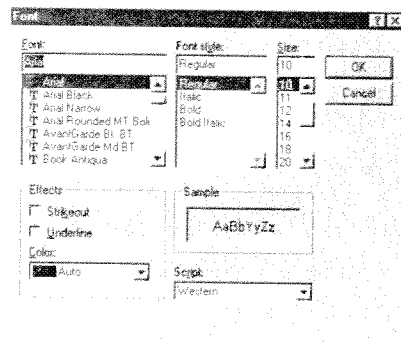 Font
Font:
Arial
Arial
Arial Black
Arial Narrow
Arial Rounded MT Bold
AvantGarde Bk BT
AvantGarde Md BT
Book Antiqua
Font style:
Regular
Regular
Italic
Bold
Bold Italic
Size:
10
10
11
12
14
16
18
20
OK
Cancel
Effects
Strikeout
Underline
Color:
Auto
Sample
AaBbYyZz
Script:
Western